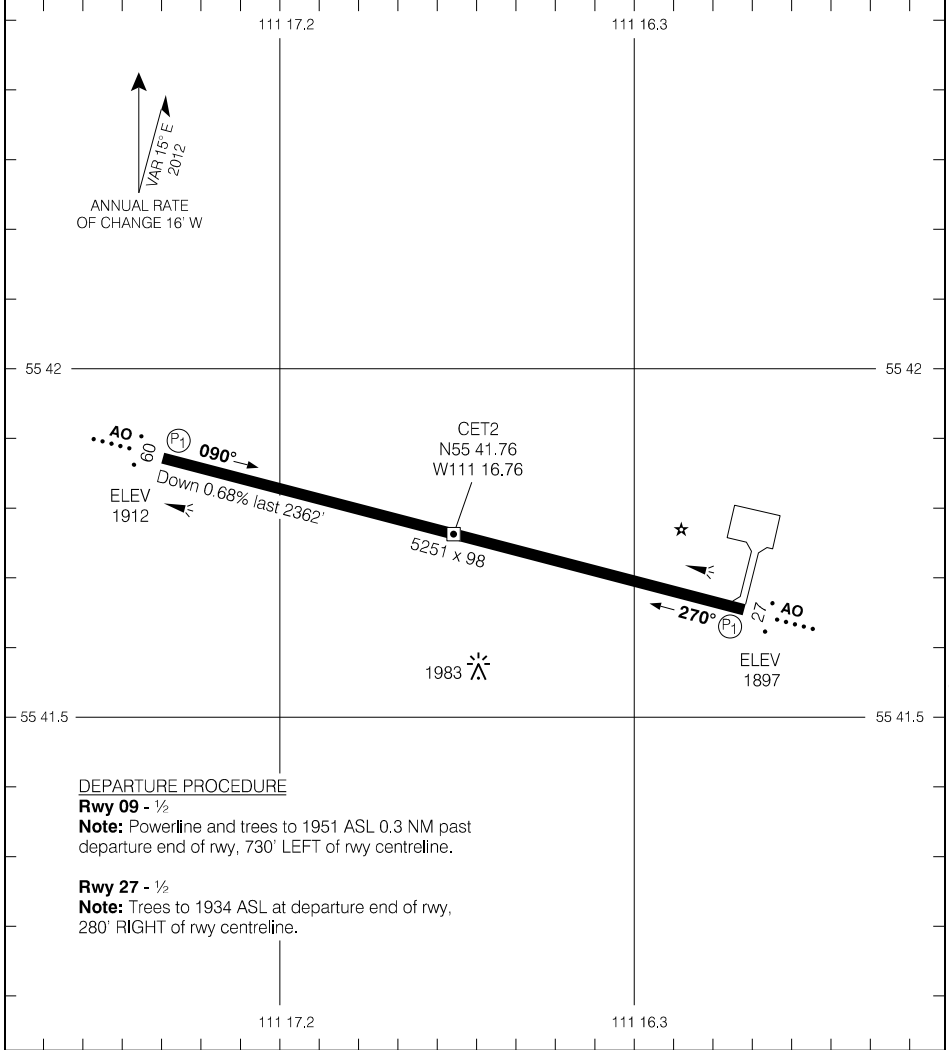 111 17.2
111 16.3
VAR 15° E
2012
ANNUAL RATE
OF CHANGE 16' W
55 42
55 42
CET2
N55 41.76
W111 16.76
AO
09
P1
090°
Down 0.68% last 2362'
ELEV
1912
5251 x 98
270°
P1
27
AO
ELEV
1897
1983
55 41.5
55 41.5
DEPARTURE PROCEDURE
Rwy 09 - ½
Note: Powerline and trees to 1951 ASL 0.3 NM past
departure end of rwy, 730' LEFT of rwy centreline.
Rwy 27 - ½
Note: Trees to 1934 ASL at departure end of rwy,
280' RIGHT of rwy centreline.
111 17.2
111 16.3